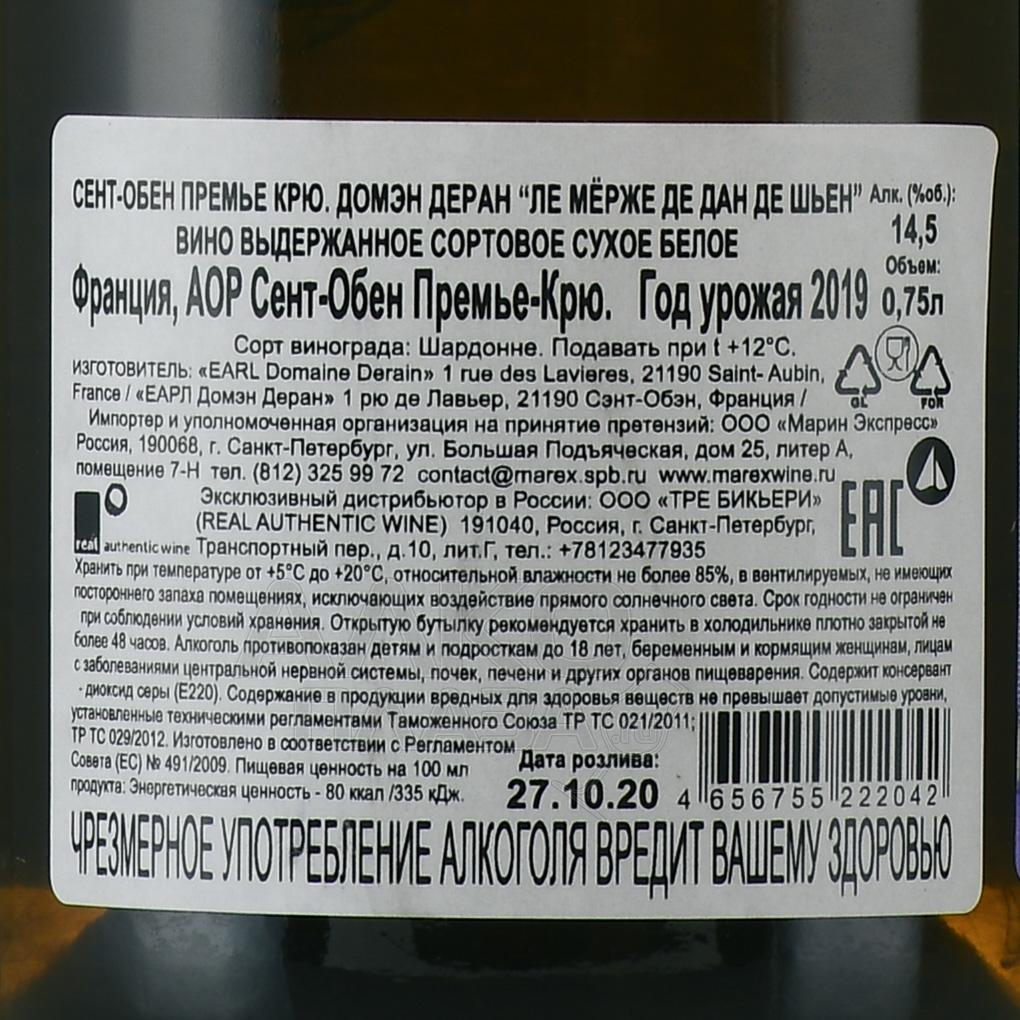 СЕНТ-ОБЕН ПРЕМЬЕ КРЮ. ДОМЭН ДЕРАН “ЛЕ МЁРЖЕ ДЕ ДАН ДЕ ШЬЕН” Алк. (%об.):
14,5
ВИНО ВЫДЕРЖАННОЕ СОРТОВОЕ СУХОЕ БЕЛОЕ
Объем:
Франция, АОР Сент-Обен Премье-Крю. Год урожая 2019 0,75л
Сорт винограда: Шардонне. Подавать при t +12°C.
ИЗГОТОВИТЕЛЬ: «EARL Domaine Derain» 1 rue des Lavieres, 21190 Saint- Aubin,
France / «ЕАРЛ Домэн Деран» 1 рю де Лавьер, 21190 Сэнт-Обэн, Франция /
GL FOR
Импортер и уполномоченная организация на принятие претензий: ООО «Марин Экспресс»
Россия, 190068, г. Санкт-Петербург, ул. Большая Подъяческая, дом 25, литер А,
помещение 7-Н тел. (812) 325 99 72 contact@marex.spb.ru www.marexwine.ru
EAC
Эксклюзивный дистрибьютор в России: ООО «ТРЕ БИКЬЕРИ»
(REAL AUTHENTIC WINE) 191040, Россия, г. Санкт-Петербург,
real authentic wine Транспортный пер., д.10, лит.Г, тел.: +78123477935
Хранить при температуре от +5°С до +20°С, относительной влажности не более 85%, в вентилируемых, не имеющих
постороннего запаха помещениях, исключающих воздействие прямого солнечного света. Срок годности не ограничен
при соблюдении условий хранения. Открытую бутылку рекомендуется хранить в холодильнике плотно закрытой не
более 48 часов. Алкоголь противопоказан детям и подросткам до 18 лет, беременным и кормящим женщинам, лицам
с заболеваниями центральной нервной системы, почек, печени и других органов пищеварения. Содержит консервант
- диоксид серы (Е220). Содержание в продукции вредных для здоровья веществ не превышает допустимые уровни,
установленные техническими регламентами Таможенного Союза ТР ТС 021/2011;
ТР ТС 029/2012. Изготовлено в соответствии с Регламентом
Совета (ЕС) № 491/2009. Пищевая ценность на 100 мл
продукта: Энергетическая ценность - 80 ккал /335 кДж.
Дата розлива:
27.10.20
4 656755 222042
ЧРЕЗМЕРНОЕ УПОТРЕБЛЕНИЕ АЛКОГОЛЯ ВРЕДИТ ВАШЕМУ ЗДОРОВЬЮ